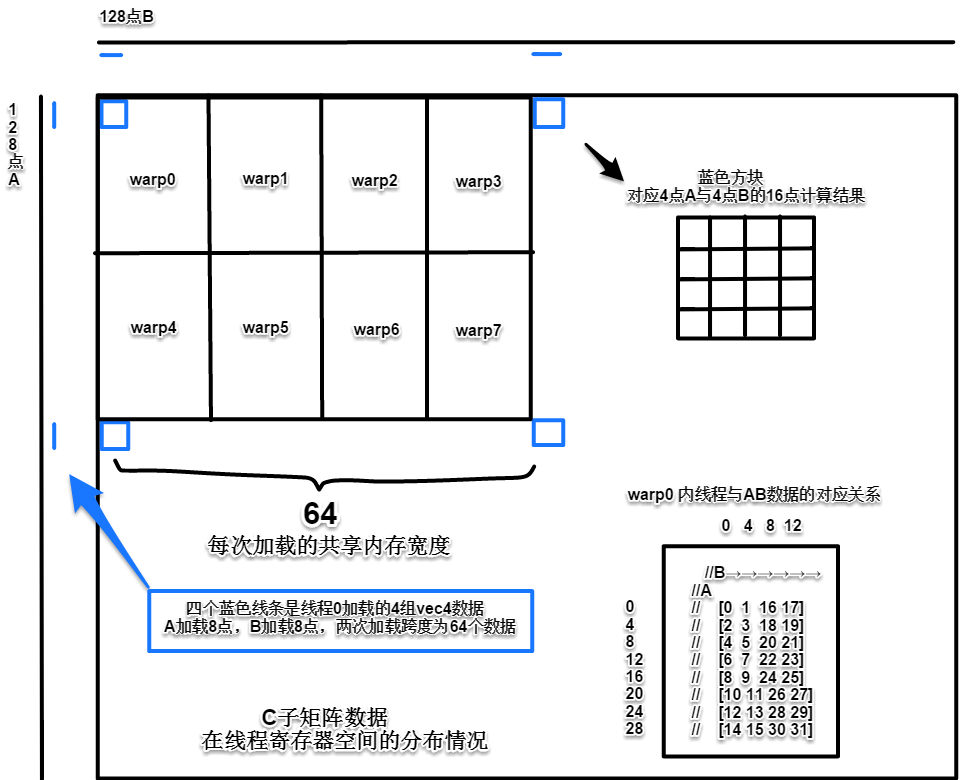 128点B
1
2
8
点
A
warp0 warp1 warp2 warp3
warp4 warp5 warp6 warp7
蓝色方块
对应4点A与4点B的16点计算结果
64
每次加载的共享内存宽度
四个蓝色线条是线程0加载的4组vec4数据
A加载8点，B加载8点，两次加载跨度为64个数据
C子矩阵数据
在线程寄存器空间的分布情况
warp0 内线程与AB数据的对应关系
0 4 8 12
//B→→→→→→
//A
0 // [0 1 16 17]
4 // [2 3 18 19]
8 // [4 5 20 21]
12 // [6 7 22 23]
16 // [8 9 24 25]
20 // [10 11 26 27]
24 // [12 13 28 29]
28 // [14 15 30 31]